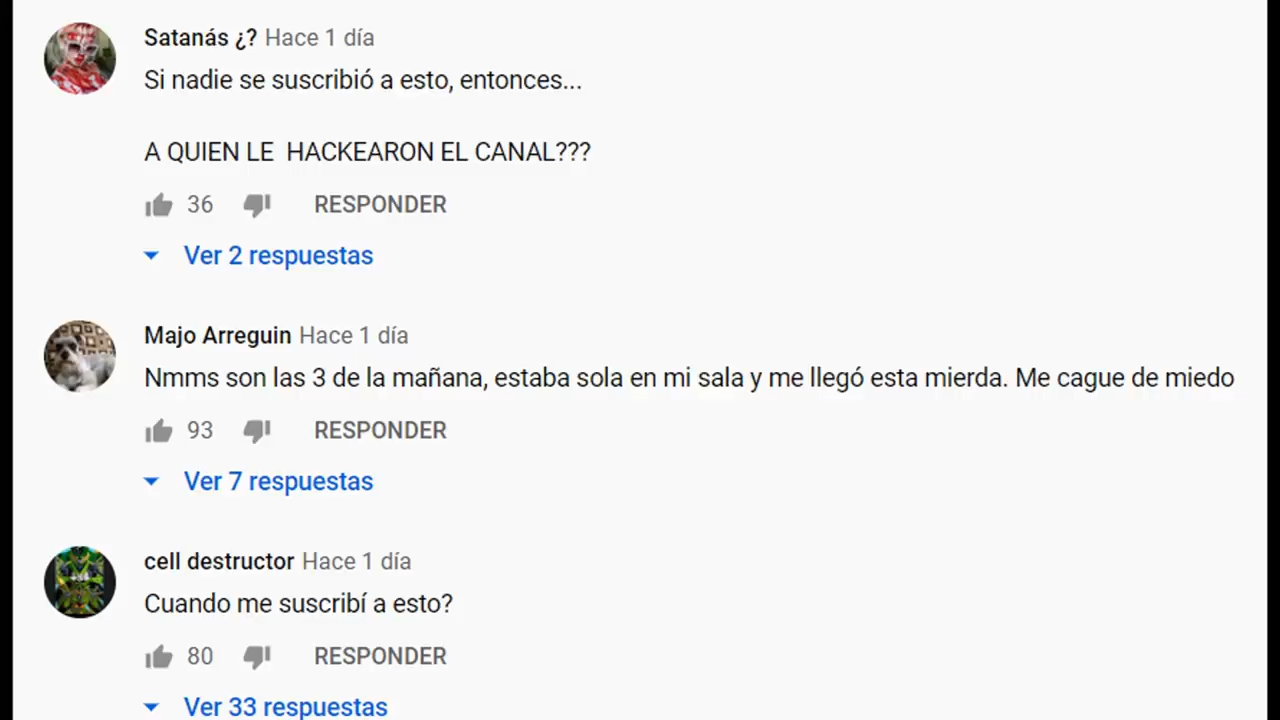 Satanás ¿? Hace 1 día
Si nadie se suscribió a esto, entonces...
A QUIEN LE  HACKEARON EL CANAL???
36 RESPONDER
Ver 2 respuestas
Majo Arreguin Hace 1 día
Nmms son las 3 de la mañana, estaba sola en mi sala y me llegó esta mierda. Me cague de miedo
93 RESPONDER
Ver 7 respuestas
cell destructor Hace 1 día
Cuando me suscribí a esto?
80 RESPONDER
Ver 33 respuestas